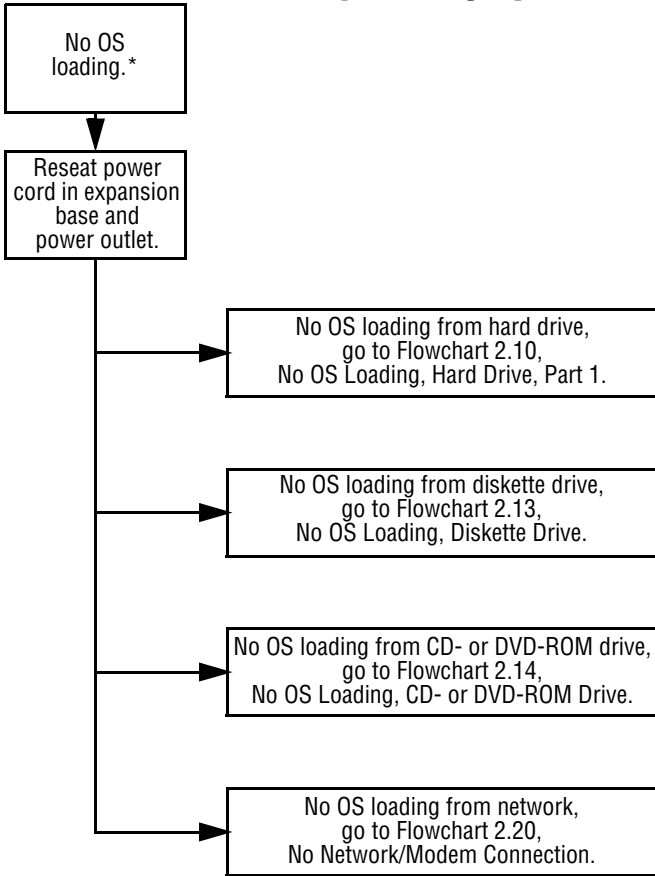 No OS
loading.*
Reseat power
cord in expansion
base and
power outlet.
No OS loading from hard drive,
go to Flowchart 2.10,
No OS Loading, Hard Drive, Part 1.
No OS loading from diskette drive,
go to Flowchart 2.13,
No OS Loading, Diskette Drive.
No OS loading from CD- or DVD-ROM drive,
go to Flowchart 2.14,
No OS Loading, CD- or DVD-ROM Drive.
No OS loading from network,
go to Flowchart 2.20,
No Network/Modem Connection.